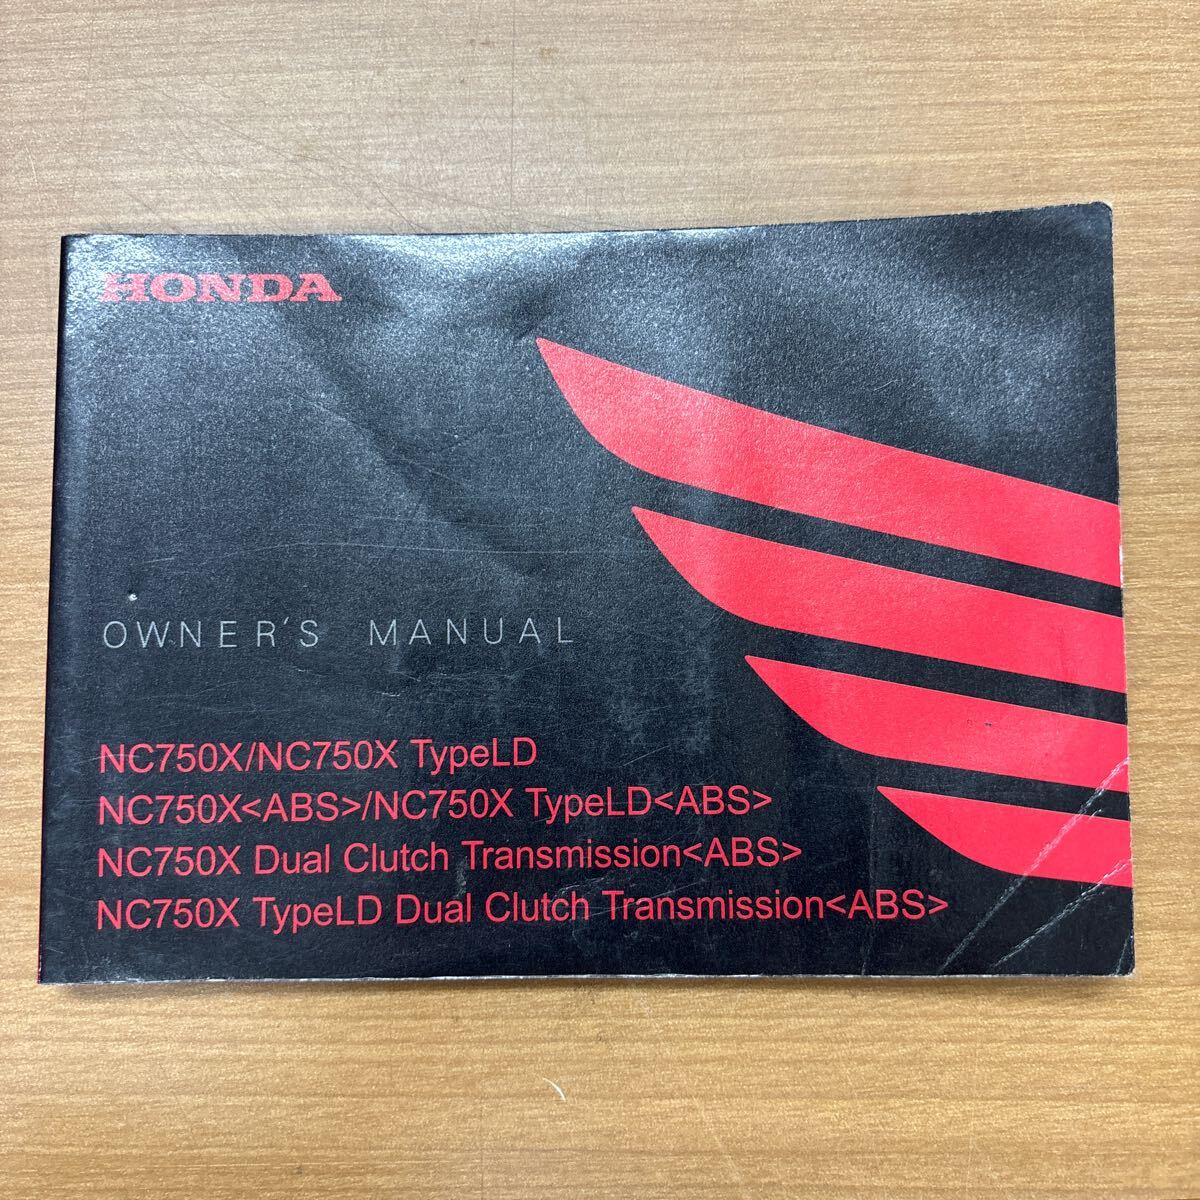 HONDA
OWNER'S MANUAL
NC750X/NC750X TypeLD
NC750X<ABS>/NC750X TypeLD<ABS>
NC750X Dual Clutch Transmission<ABS>
NC750X TypeLD Dual Clutch Transmission<ABS>